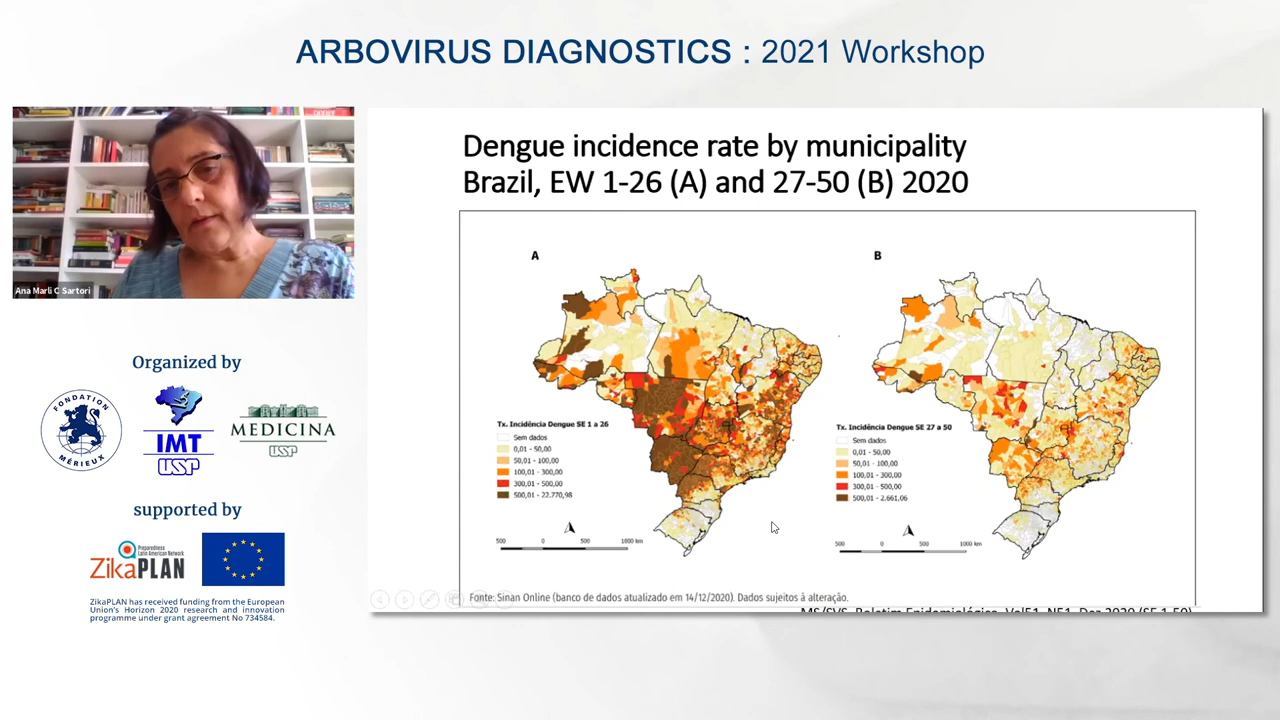 ARBOVIRUS DIAGNOSTICS : 2021 Workshop
Ana Marli C Sartori
Organized by
FONDATION
MÉRIEUX
IMT
USP
MEDICINA
USP
supported by
Preparedness
Latin American Network
ZikaPLAN
ZikaPLAN has received funding from the European
Union's Horizon 2020 research and innovation
programme under grant agreement No 734584.
Dengue incidence rate by municipality
Brazil, EW 1-26 (A) and 27-50 (B) 2020
A
Tx. Incidência Dengue SE 1 a 26
Sem dados
0,01 - 50,00
50,01 - 100,00
100,01 - 300,00
300,01 - 500,00
500,01 - 22.770,98
500 0 500 1000 km
B
Tx. Incidência Dengue SE 27 a 50
Sem dados
0,01 - 50,00
50,01 - 100,00
100,01 - 300,00
300,01 - 500,00
500,01 - 2.661,06
500 0 500 1000 km
Fonte: Sinan Online (banco de dados atualizado em 14/12/2020). Dados sujeitos à alteração.
MS/SVS. Boletim Epidemiológico. Vol51. N51. Dez 2020 (SE 1-50)